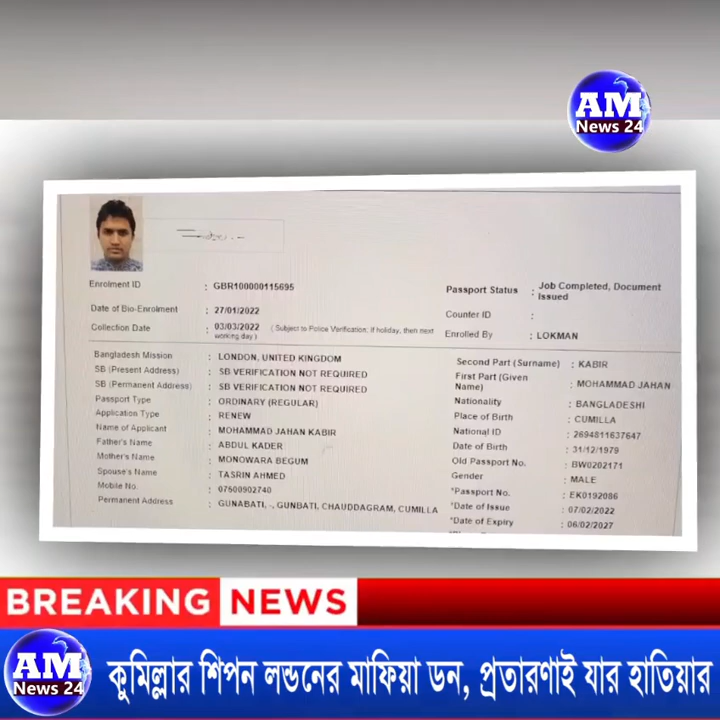 AM
News 24
Enrolment ID : GBR100000115695
Passport Status : Job Completed, Document Issued
Date of Bio-Enrolment : 27/01/2022
Counter ID :
Collection Date : 03/03/2022 ( Subject to Police Verification; if holiday, then next working day )
Enrolled By : LOKMAN
Bangladesh Mission : LONDON, UNITED KINGDOM
SB (Present Address) : SB VERIFICATION NOT REQUIRED
SB (Permanent Address) : SB VERIFICATION NOT REQUIRED
Passport Type : ORDINARY (REGULAR)
Application Type : RENEW
Name of Applicant : MOHAMMAD JAHAN KABIR
Father's Name : ABDUL KADER
Mother's Name : MONOWARA BEGUM
Spouse's Name : TASRIN AHMED
Mobile No. : 07500902740
Permanent Address : GUNABATI, -, GUNBATI, CHAUDDAGRAM, CUMILLA
Second Part (Surname) : KABIR
First Part (Given Name) : MOHAMMAD JAHAN
Nationality : BANGLADESHI
Place of Birth : CUMILLA
National ID : 2694811637647
Date of Birth : 31/12/1979
Old Passport No. : BW0202171
Gender : MALE
*Passport No. : EK0192086
*Date of Issue : 07/02/2022
*Date of Expiry : 06/02/2027
BREAKING NEWS
AM
News 24
কুমিল্লার শিপন লন্ডনের মাফিয়া ডন, প্রতারণাই যার হাতিয়ার